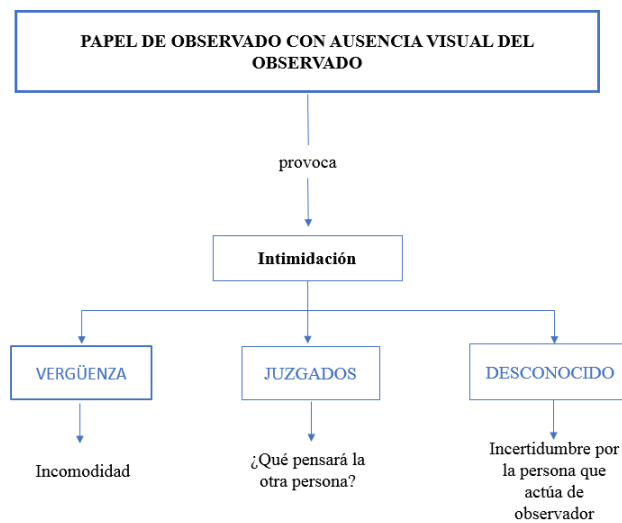 PAPEL DE OBSERVADO CON AUSENCIA VISUAL DEL
OBSERVADO
provoca
Intimidación
VERGÜENZA
JUZGADOS
DESCONOCIDO
Incomodidad
¿Qué pensará la
otra persona?
Incertidumbre por
la persona que
actúa de
observador